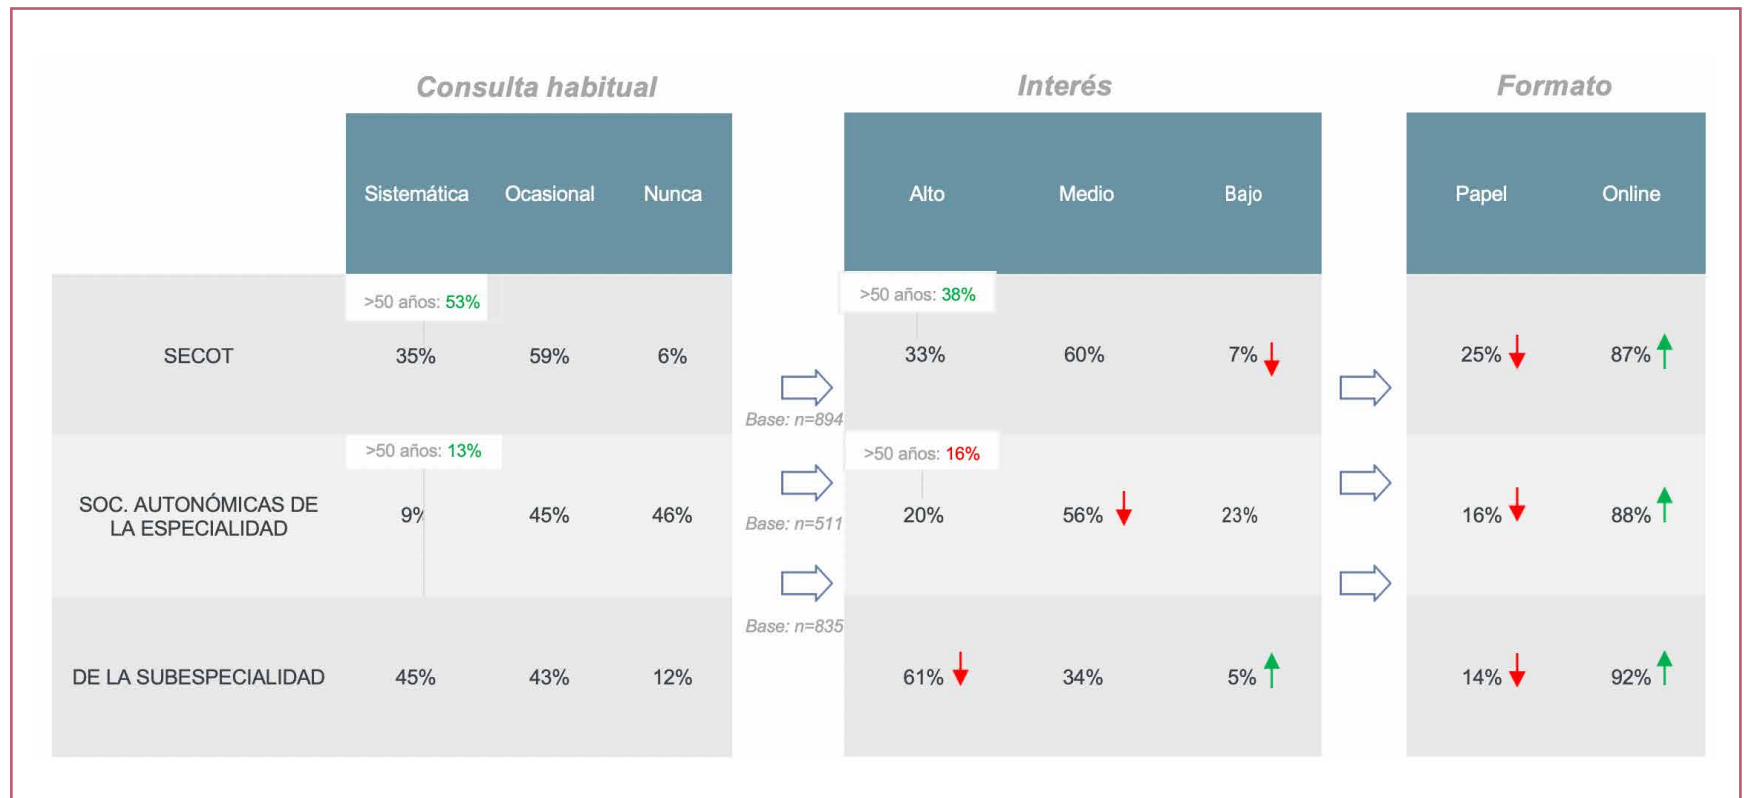 Consulta habitual Interés Formato
Sistemática Ocasional Nunca Alto Medio Bajo Papel Online
>50 años: 53% >50 años: 38%
SECOT 35% 59% 6% 33% 60% 7% 25% 87%
Base: n=894
>50 años: 13% >50 años: 16%
SOC. AUTONÓMICAS DE
LA ESPECIALIDAD 9% 45% 46% 20% 56% 23% 16% 88%
Base: n=511
Base: n=835
DE LA SUBESPECIALIDAD 45% 43% 12% 61% 34% 5% 14% 92%